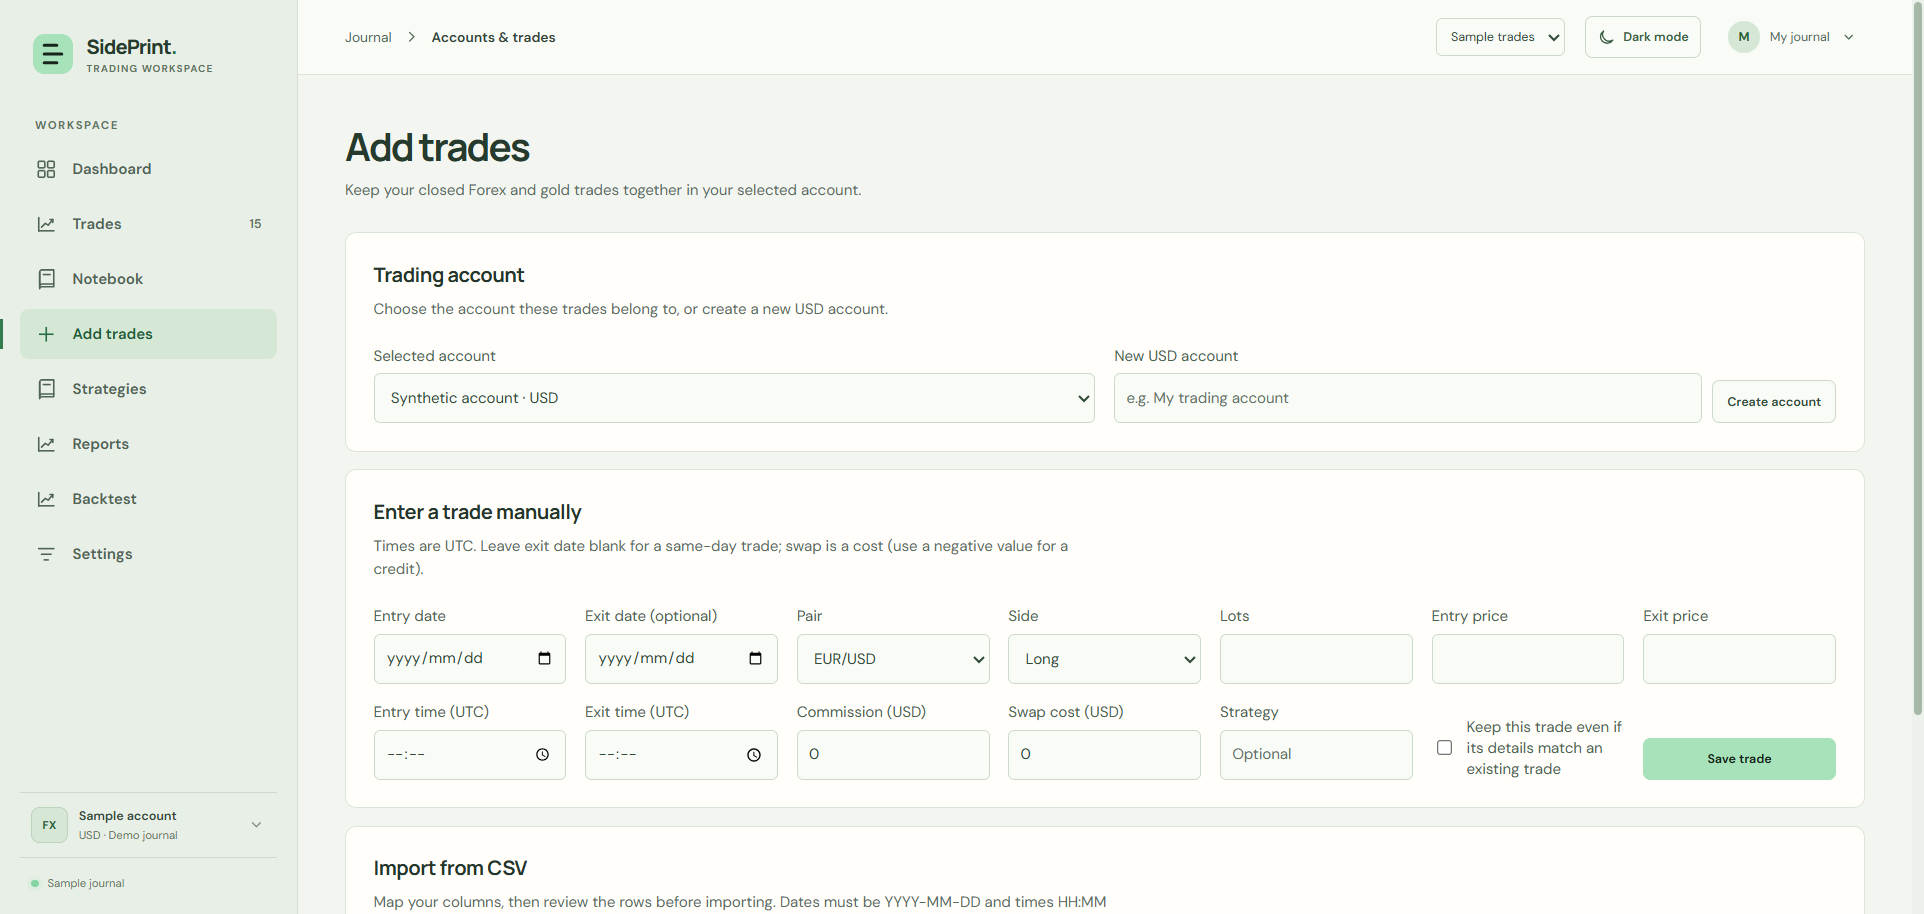 SidePrint.
TRADING WORKSPACE
WORKSPACE
Dashboard
Trades 15
Notebook
Add trades
Strategies
Reports
Backtest
Settings
FX
Sample account
USD · Demo journal
Sample journal
Journal > Accounts & trades
Sample trades
Dark mode
M My journal
Add trades
Keep your closed Forex and gold trades together in your selected account.
Trading account
Choose the account these trades belong to, or create a new USD account.
Selected account
New USD account
Synthetic account · USD
e.g. My trading account
Create account
Enter a trade manually
Times are UTC. Leave exit date blank for a same-day trade; swap is a cost (use a negative value for a
credit).
Entry date
Exit date (optional)
Pair
Side
Lots
Entry price
Exit price
yyyy/mm/dd
yyyy/mm/dd
EUR/USD
Long
Entry time (UTC)
Exit time (UTC)
Commission (USD)
Swap cost (USD)
Strategy
--:--
--:--
0
0
Optional
Keep this trade even if
its details match an
existing trade
Save trade
Import from CSV
Map your columns, then review the rows before importing. Dates must be YYYY-MM-DD and times HH:MM